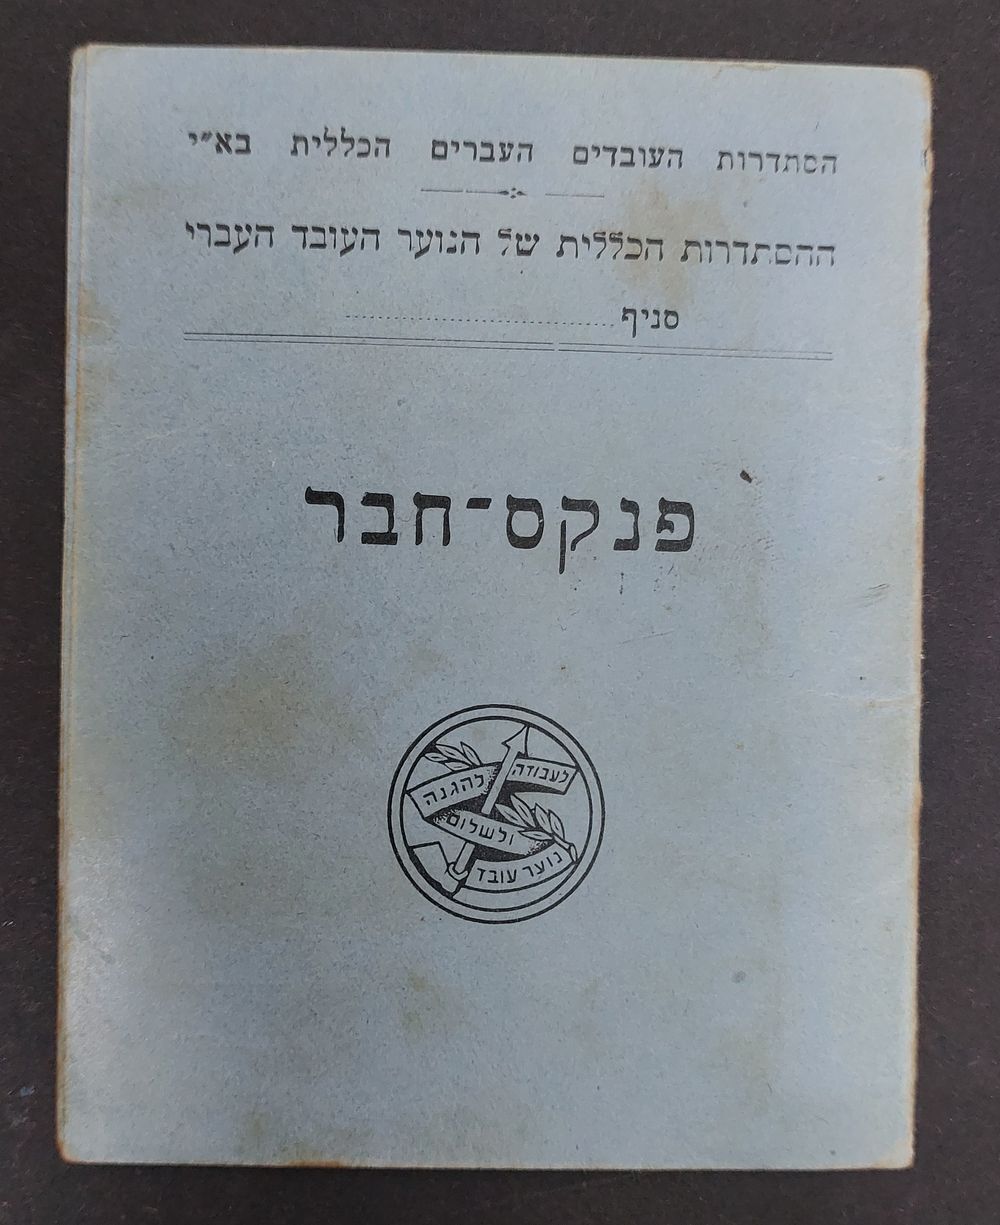 הסתדרות העובדים העברים הכללית בא״י
ההסתדרות הכללית של הנוער העובד העברי
סניף
פנקס־חבר
לעבודה
להגנה
ולשלום
נוער עובד